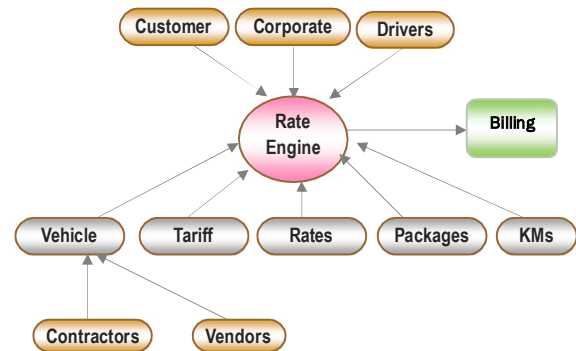 Customer
Corporate
Drivers
Rate
Engine
Billing
Vehicle
Tariff
Rates
Packages
KMs
Contractors
Vendors